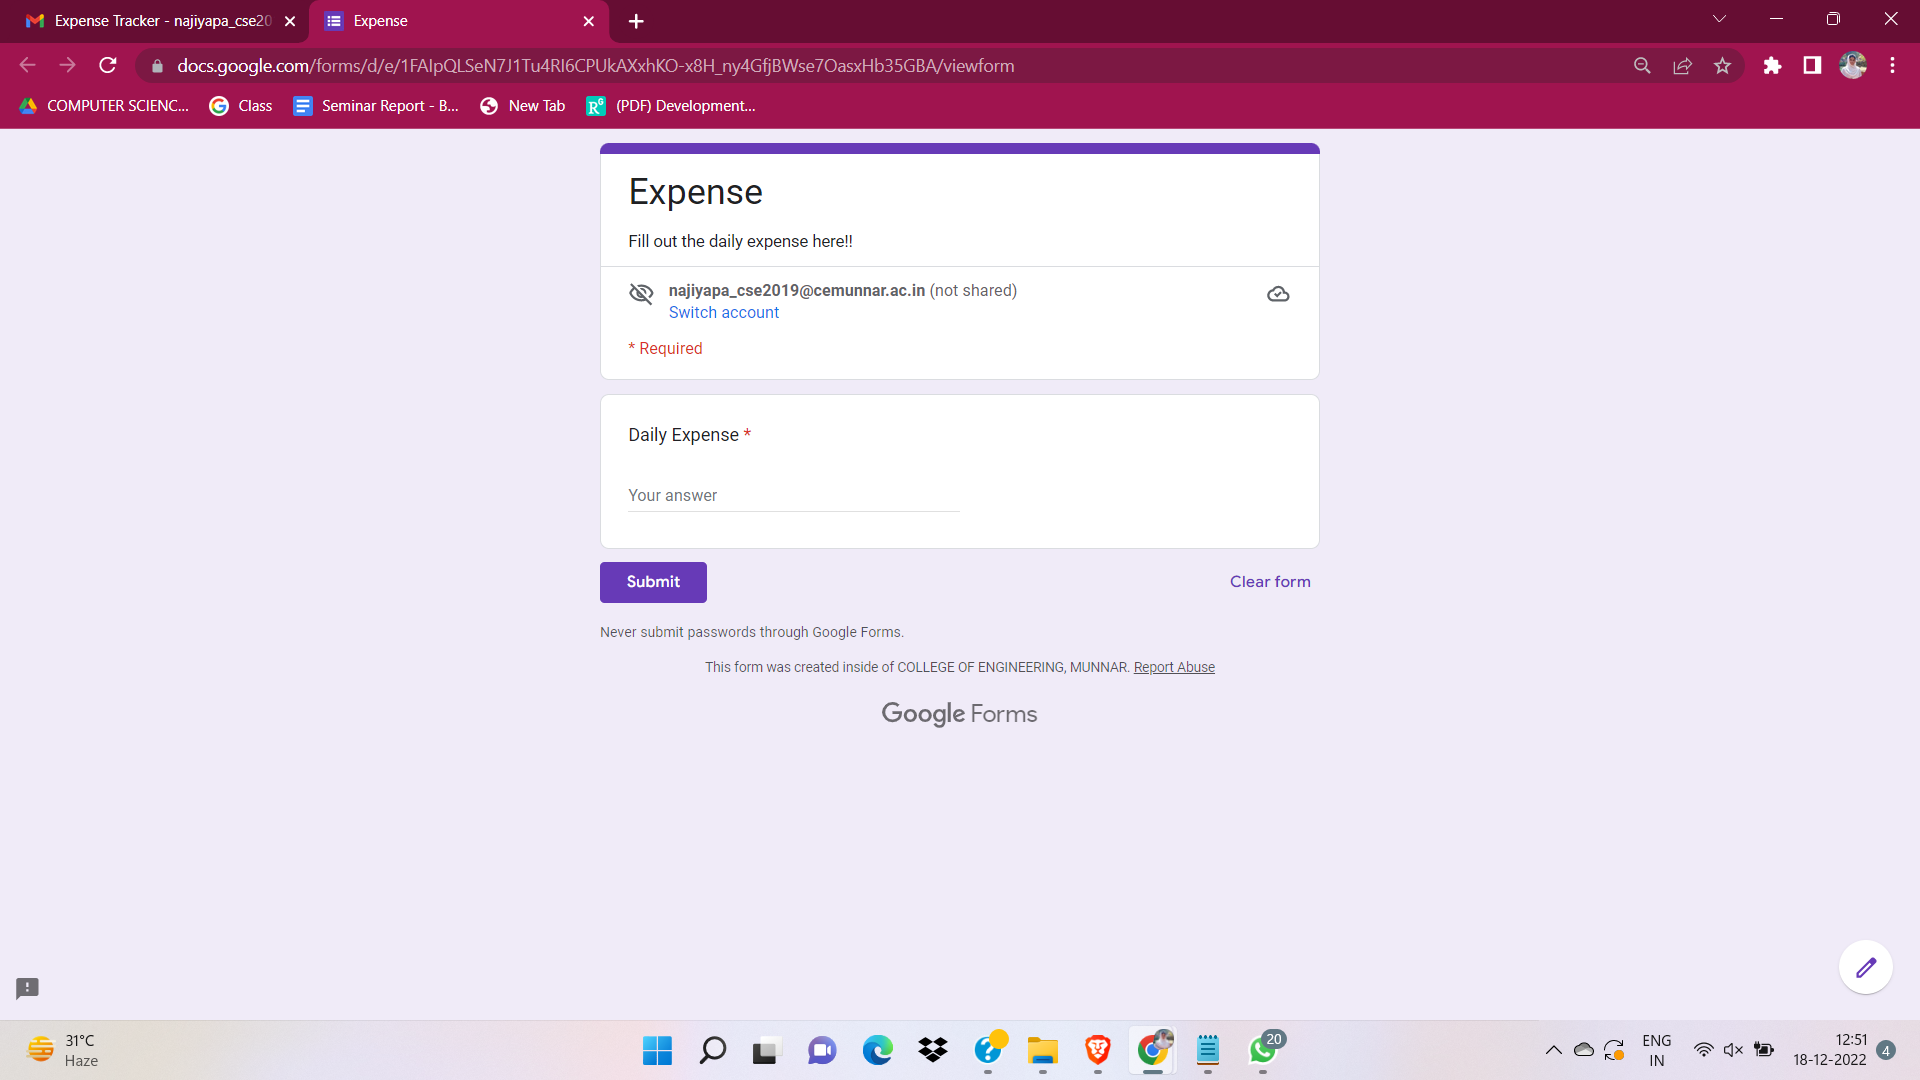 Expense Tracker - najiyapa_cse20
Expense
docs.google.com/forms/d/e/1FAIpQLSeN7J1Tu4Rl6CPUkAXxhKO-x8H_ny4GfjBWse7OasxHb35GBA/viewform
COMPUTER SCIENC...
Class
Seminar Report - B...
New Tab
(PDF) Development...
Expense
Fill out the daily expense here!!
najiyapa_cse2019@cemunnar.ac.in (not shared)
Switch account
* Required
Daily Expense *
Your answer
Submit
Clear form
Never submit passwords through Google Forms.
This form was created inside of COLLEGE OF ENGINEERING, MUNNAR. Report Abuse
Google Forms
31°C
Haze
20
ENG
IN
12:51
18-12-2022
4